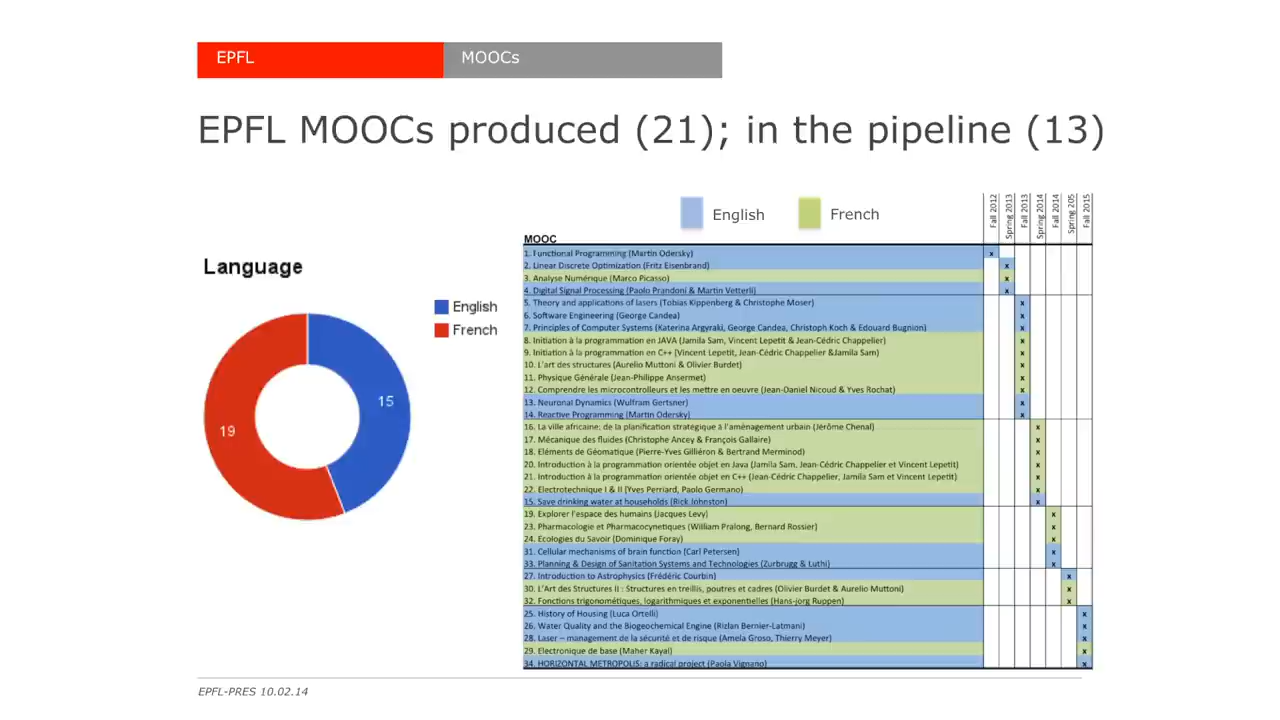 EPFL MOOCs
EPFL MOOCs produced (21); in the pipeline (13)
English French
Fall 2012
Spring 2013
Fall 2013
Spring 2014
Fall 2014
Spring 205
Fall 2015
Language
English
French
15
19
MOOC
1. Functional Programming (Martin Odersky) x
2. Linear Discrete Optimization (Fritz Eisenbrand) x
3. Analyse Numérique (Marco Picasso) x
4. Digital Signal Processing (Paolo Prandoni & Martin Vetterli) x
5. Theory and applications of lasers (Tobias Kippenberg & Christophe Moser) x
6. Software Engineering (George Candea) x
7. Principles of Computer Systems (Katerina Argyraki, George Candea, Christoph Koch & Edouard Bugnion) x
8. Initiation à la programmation en JAVA (Jamila Sam, Vincent Lepetit & Jean-Cédric Chappelier) x
9. Initiation à la programmation en C++ (Vincent Lepetit, Jean-Cédric Chappelier &Jamila Sam) x
10. L'art des structures (Aurelio Muttoni & Olivier Burdet) x
11. Physique Générale (Jean-Philippe Ansermet) x
12. Comprendre les microcontrolleurs et les mettre en oeuvre (Jean-Daniel Nicoud & Yves Rochat) x
13. Neuronal Dynamics (Wulfram Gertsner) x
14. Reactive Programming (Martin Odersky) x
16. La ville africaine: de la planification strategique à l'aménagement urbain (Jérôme Chenal) x
17. Mécanique des fluides (Christophe Ancey & François Gallaire) x
18. Eléments de Géomatique (Pierre-Yves Gilliéron & Bertrand Merminod) x
20. Introduction à la programmation orientée objet en Java (Jamila Sam, Jean-Cédric Chappelier et Vincent Lepetit) x
21. Introduction à la programmation orientée objet en C++ (Jean-Cédric Chappelier, Jamila Sam et Vincent Lepetit) x
22. Electrotechnique I & II (Yves Perriard, Paolo Germano) x
15. Save drinking water at households (Rick Johnston) x
19. Explorer l'espace des humains (Jacques Levy) x
23. Pharmacologie et Pharmacocynetiques (William Pralong, Bernard Rossier) x
24. Ecologies du Savoir (Dominique Foray) x
31. Cellular mechanisms of brain function (Carl Petersen) x
33. Planning & Design of Sanitation Systems and Technologies (Zurbrugg & Luthi) x
27. Introduction to Astrophysics (Frédéric Courbin) x
30. L'Art des Structures II : Structures en treillis, poutres et cadres (Olivier Burdet & Aurelio Muttoni) x
32. Fonctions trigonométiques, logarithmiques et exponentielles (Hans-jorg Ruppen) x
25. History of Housing (Luca Ortelli) x
26. Water Quality and the Biogeochemical Engine (Rizlan Bernier-Latmani) x
28. Laser – management de la sécurité et de risque (Amela Groso, Thierry Meyer) x
29. Electronique de base (Maher Kayal) x
34. HORIZONTAL METROPOLIS: a radical project (Paola Vignano) x
EPFL-PRES 10.02.14